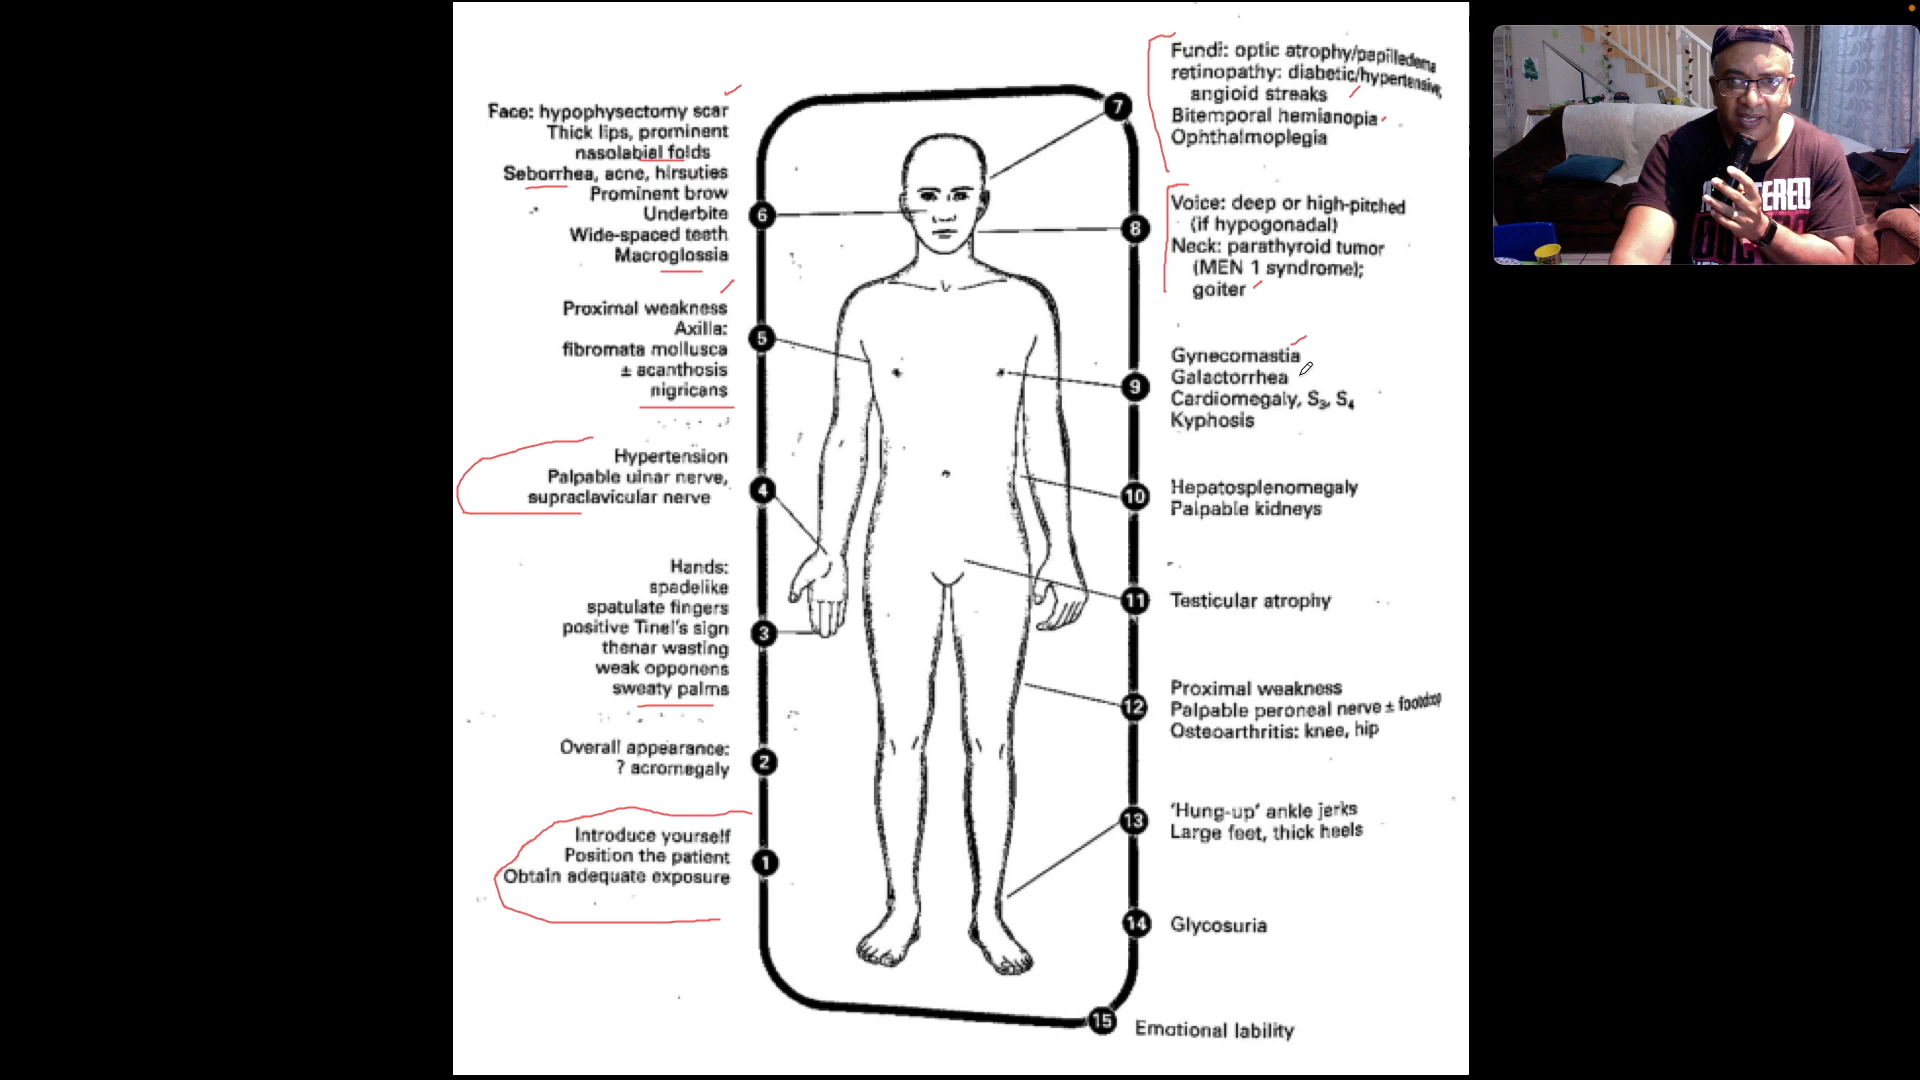 Face: hypophysectomy scar
Thick lips, prominent
nasolabial folds
Seborrhea, acne, hirsuties
Prominent brow
Underbite
Wide-spaced teeth
Macroglossia
6
Proximal weakness
Axilla:
fibromata mollusca
± acanthosis
nigricans
5
Hypertension
Palpable ulnar nerve,
supraclavicular nerve
4
Hands:
spadelike
spatulate fingers
positive Tinel's sign
thenar wasting
weak opponens
sweaty palms
3
Overall appearance:
? acromegaly
2
Introduce yourself
Position the patient
Obtain adequate exposure
1
7
Fundi: optic atrophy/papilledema
retinopathy: diabetic/hypertensive,
angioid streaks
Bitemporal hemianopia
Ophthalmoplegia
8
Voice: deep or high-pitched
(if hypogonadal)
Neck: parathyroid tumor
(MEN 1 syndrome);
goiter
9
Gynecomastia
Galactorrhea
Cardiomegaly, S3, S4
Kyphosis
10
Hepatosplenomegaly
Palpable kidneys
11
Testicular atrophy
12
Proximal weakness
Palpable peroneal nerve ± footdrop
Osteoarthritis: knee, hip
13
'Hung-up' ankle jerks
Large feet, thick heels
14
Glycosuria
15
Emotional lability